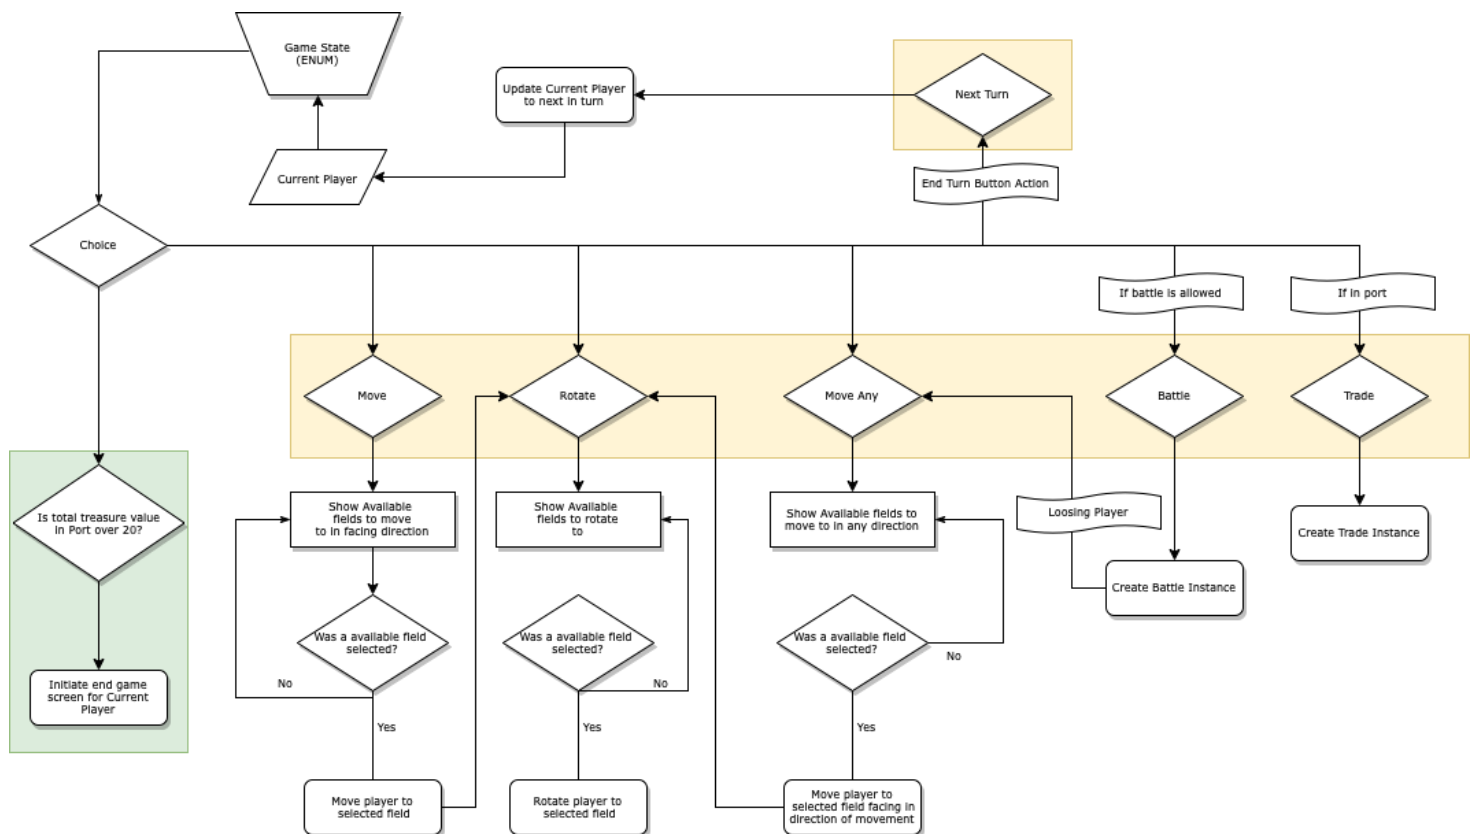 Game State
(ENUM)
Update Current Player
to next in turn
Next Turn
Current Player
End Turn Button Action
Choice
If battle is allowed
If in port
Move
Rotate
Move Any
Battle
Trade
Is total treasure value
in Port over 20?
Show Available
fields to move
to in facing direction
Show Available
fields to rotate
to
Show Available fields to
move to in any direction
Loosing Player
Create Trade Instance
Create Battle Instance
Was a available field
selected?
Was a available field
selected?
Was a available field
selected?
No
No
No
Initiate end game
screen for Current
Player
Yes
Yes
Yes
Move player to
selected field
Rotate player to
selected field
Move player to
selected field facing in
direction of movement